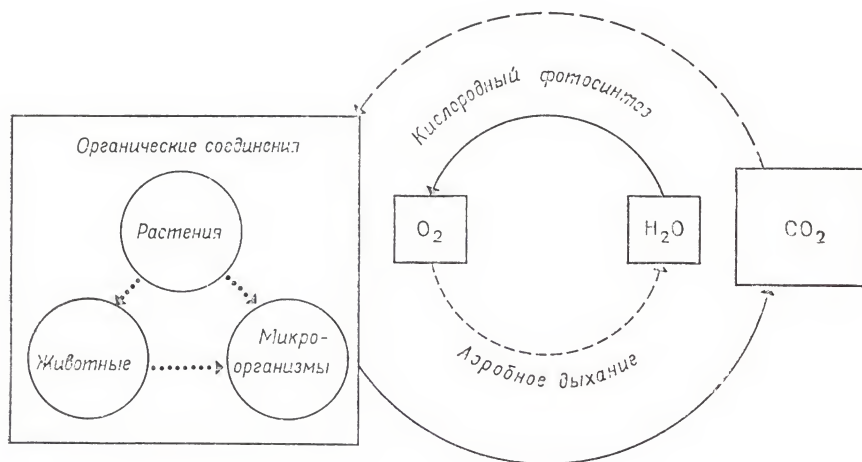 Кислородный фотосинтез
Органические соединения
Растения
Животные
Микро-
организмы
O₂
H₂O
CO₂
Аэробное дыхание